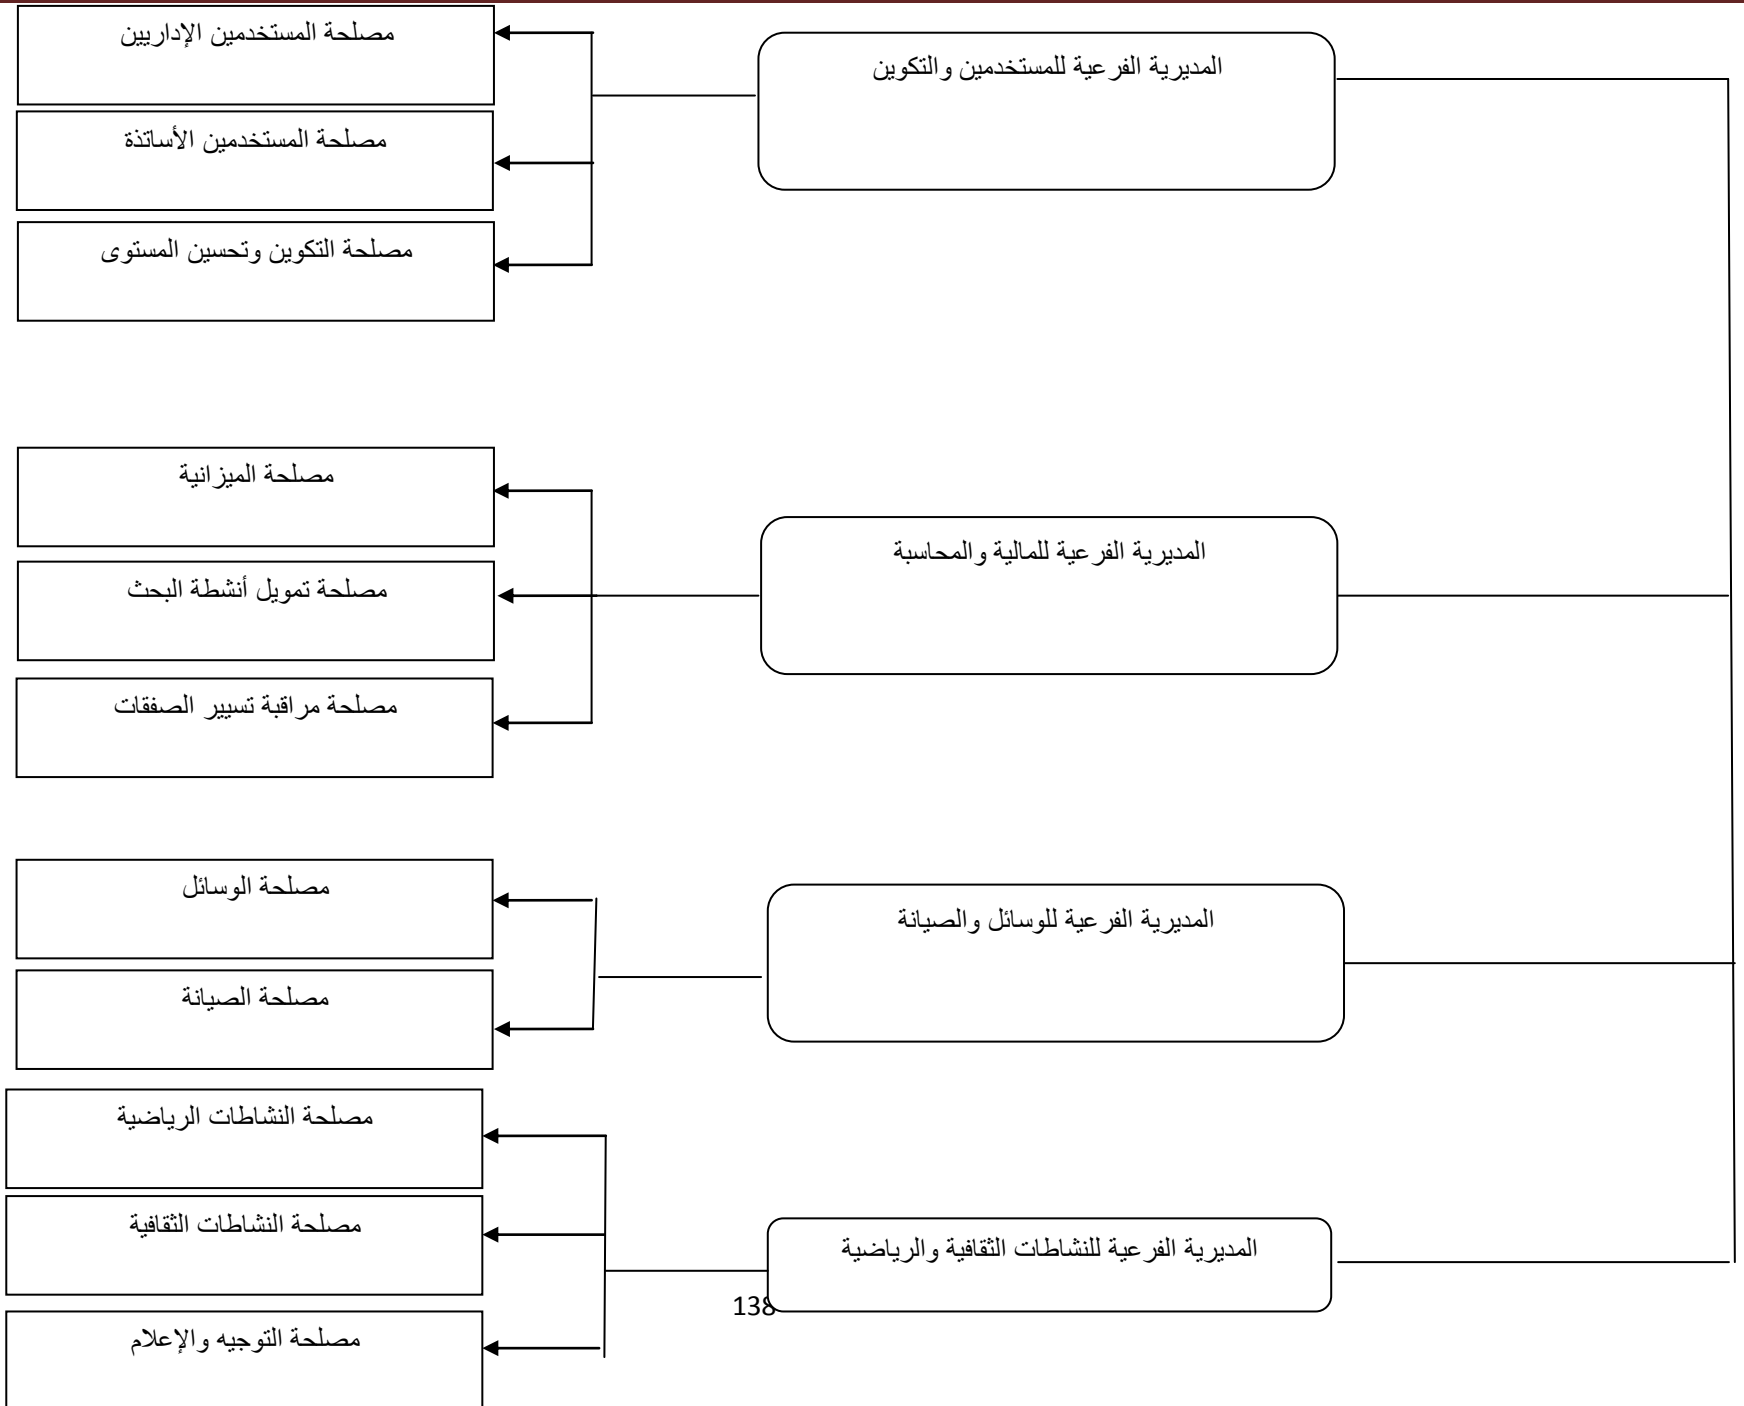 المديرية الفرعية للمستخدمين والتكوين
مصلحة المستخدمين الإداريين
مصلحة المستخدمين الأساتذة
مصلحة التكوين وتحسين المستوى
المديرية الفرعية للمالية والمحاسبة
مصلحة الميزانية
مصلحة تمويل أنشطة البحث
مصلحة مراقبة تسيير الصفقات
المديرية الفرعية للوسائل والصيانة
مصلحة الوسائل
مصلحة الصيانة
المديرية الفرعية للنشاطات الثقافية والرياضية
مصلحة النشاطات الرياضية
مصلحة النشاطات الثقافية
مصلحة التوجيه والإعلام
138